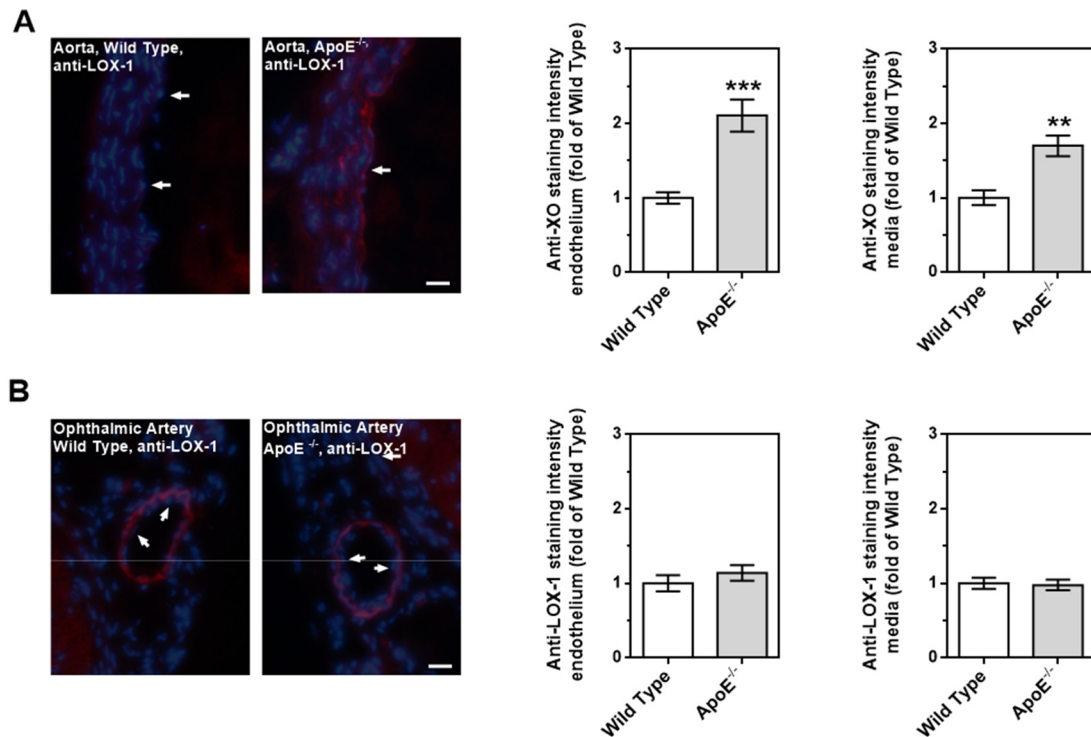 A
Aorta, Wild Type,
anti-LOX-1
Aorta, ApoE-/-,
anti-LOX-1
Anti-XO staining intensity
endothelium (fold of Wild Type)
3
2
1
0
***
Wild Type
ApoE-/-
Anti-XO staining intensity
media (fold of Wild Type)
3
2
1
0
**
Wild Type
ApoE-/-
B
Ophthalmic Artery
Wild Type, anti-LOX-1
Ophthalmic Artery
ApoE -/-, anti-LOX-1
Anti-LOX-1 staining intensity
endothelium (fold of Wild Type)
3
2
1
0
Wild Type
ApoE-/-
Anti-LOX-1 staining intensity
media (fold of Wild Type)
3
2
1
0
Wild Type
ApoE-/-